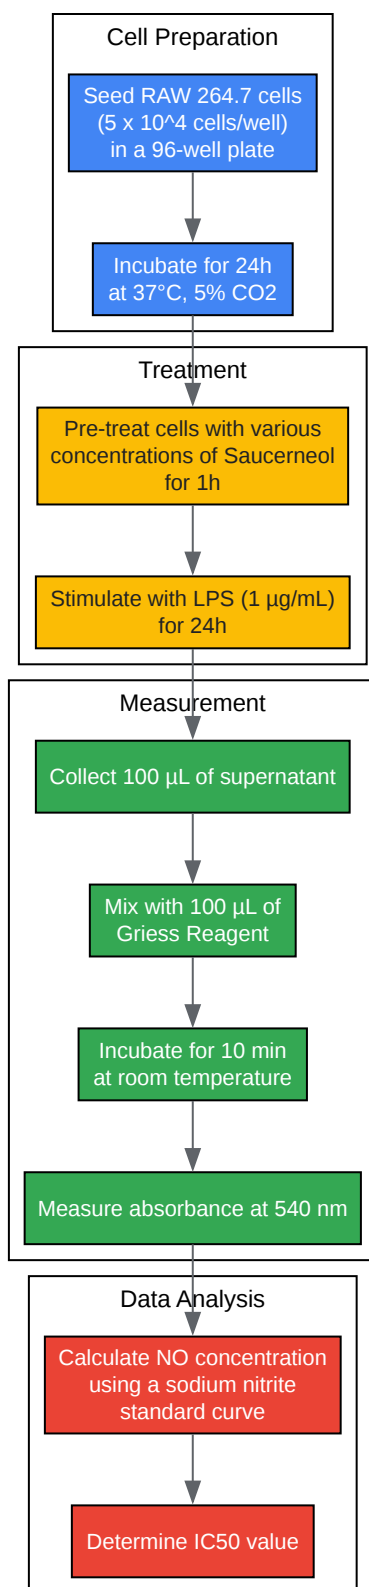 Cell Preparation
Seed RAW 264.7 cells
(5 x 10^4 cells/well)
in a 96-well plate
Incubate for 24h
at 37°C, 5% CO2
Treatment
Pre-treat cells with various
concentrations of Saucerneol
for 1h
Stimulate with LPS (1 µg/mL)
for 24h
Measurement
Collect 100 µL of supernatant
Mix with 100 µL of
Griess Reagent
Incubate for 10 min
at room temperature
Measure absorbance at 540 nm
Data Analysis
Calculate NO concentration
using a sodium nitrite
standard curve
Determine IC50 value